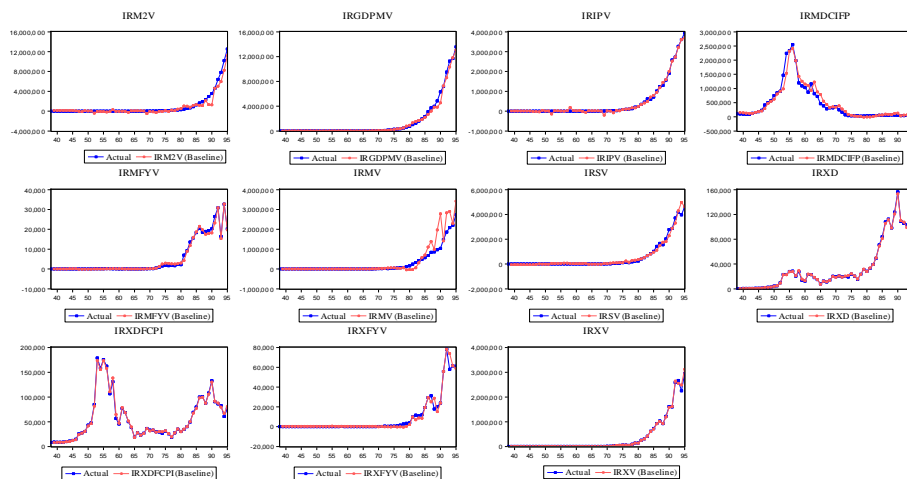 IRM2V
16,000,000
12,000,000
8,000,000
4,000,000
0
-4,000,000
40 45 50 55 60 65 70 75 80 85 90 95
Actual IRM2V (Baseline)
IRGDPMV
16,000,000
12,000,000
8,000,000
4,000,000
0
40 45 50 55 60 65 70 75 80 85 90 95
Actual IRGDPMV (Baseline)
IRIPV
4,000,000
3,000,000
2,000,000
1,000,000
0
-1,000,000
40 45 50 55 60 65 70 75 80 85 90 95
Actual IRIPV (Baseline)
IRMDCIFP
3,000,000
2,500,000
2,000,000
1,500,000
1,000,000
500,000
0
-500,000
40 45 50 55 60 65 70 75 80 85 90 95
Actual IRMDCIFP (Baseline)
IRMFYV
40,000
30,000
20,000
10,000
0
-10,000
40 45 50 55 60 65 70 75 80 85 90 95
Actual IRMFYV (Baseline)
IRMV
4,000,000
3,000,000
2,000,000
1,000,000
0
-1,000,000
40 45 50 55 60 65 70 75 80 85 90 95
Actual IRMV (Baseline)
IRSV
6,000,000
4,000,000
2,000,000
0
-2,000,000
40 45 50 55 60 65 70 75 80 85 90 95
Actual IRSV (Baseline)
IRXD
160,000
120,000
80,000
40,000
0
40 45 50 55 60 65 70 75 80 85 90 95
Actual IRXD (Baseline)
IRXDFCPI
200,000
150,000
100,000
50,000
0
40 45 50 55 60 65 70 75 80 85 90 95
Actual IRXDFCPI (Baseline)
IRXFYV
80,000
60,000
40,000
20,000
0
-20,000
40 45 50 55 60 65 70 75 80 85 90 95
Actual IRXFYV (Baseline)
IRXV
4,000,000
3,000,000
2,000,000
1,000,000
0
40 45 50 55 60 65 70 75 80 85 90 95
Actual IRXV (Baseline)